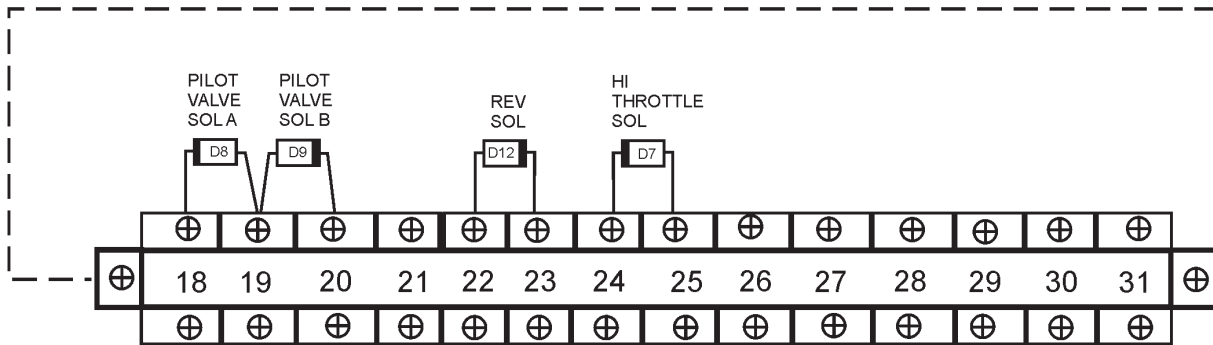 PILOT
VALVE
SOL A
PILOT
VALVE
SOL B
REV
SOL
HI
THROTTLE
SOL
D8
D9
D12
D7
18 19 20 21 22 23 24 25 26 27 28 29 30 31